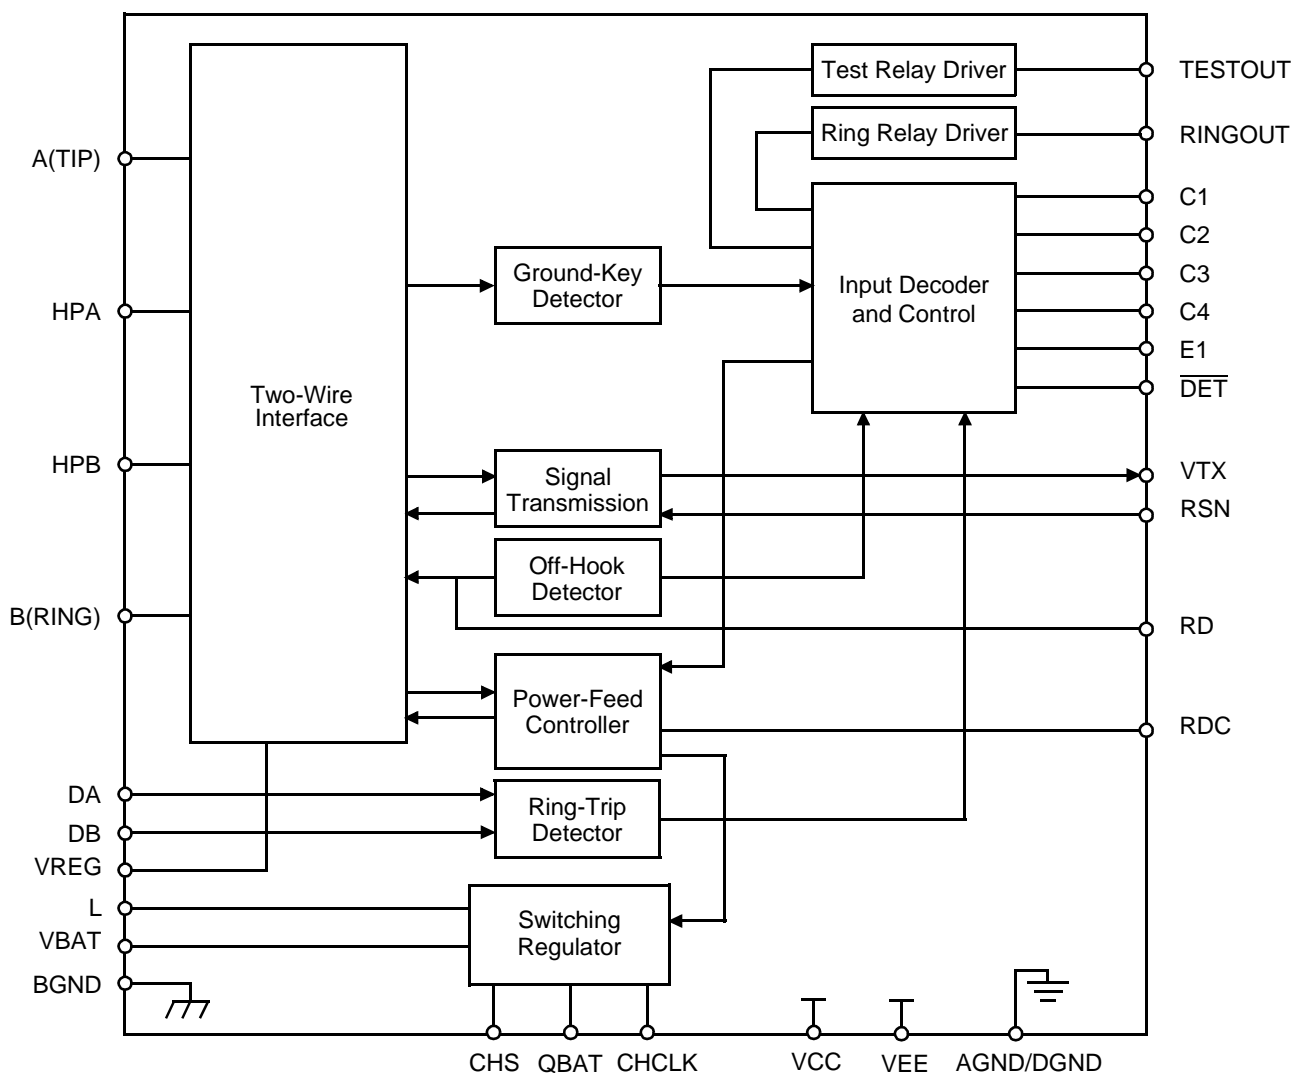 Test Relay Driver
TESTOUT
Ring Relay Driver
RINGOUT
A(TIP)
C1
C2
Ground-Key
Detector
Input Decoder
and Control
C3
HPA
C4
E1
Two-Wire
Interface
DET
HPB
Signal
Transmission
VTX
RSN
Off-Hook
Detector
B(RING)
RD
Power-Feed
Controller
RDC
DA
Ring-Trip
Detector
DB
VREG
L
Switching
Regulator
VBAT
BGND
CHS
QBAT
CHCLK
VCC
VEE
AGND/DGND